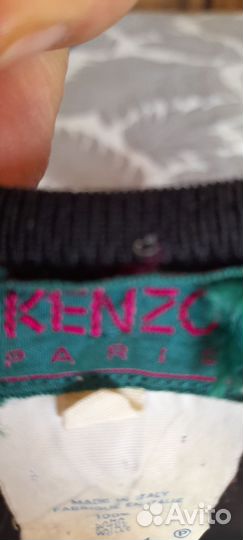 KENZO
PARIS
MADE IN ITALY
FABRIQUE EN ITALIE
100%
P
Avito